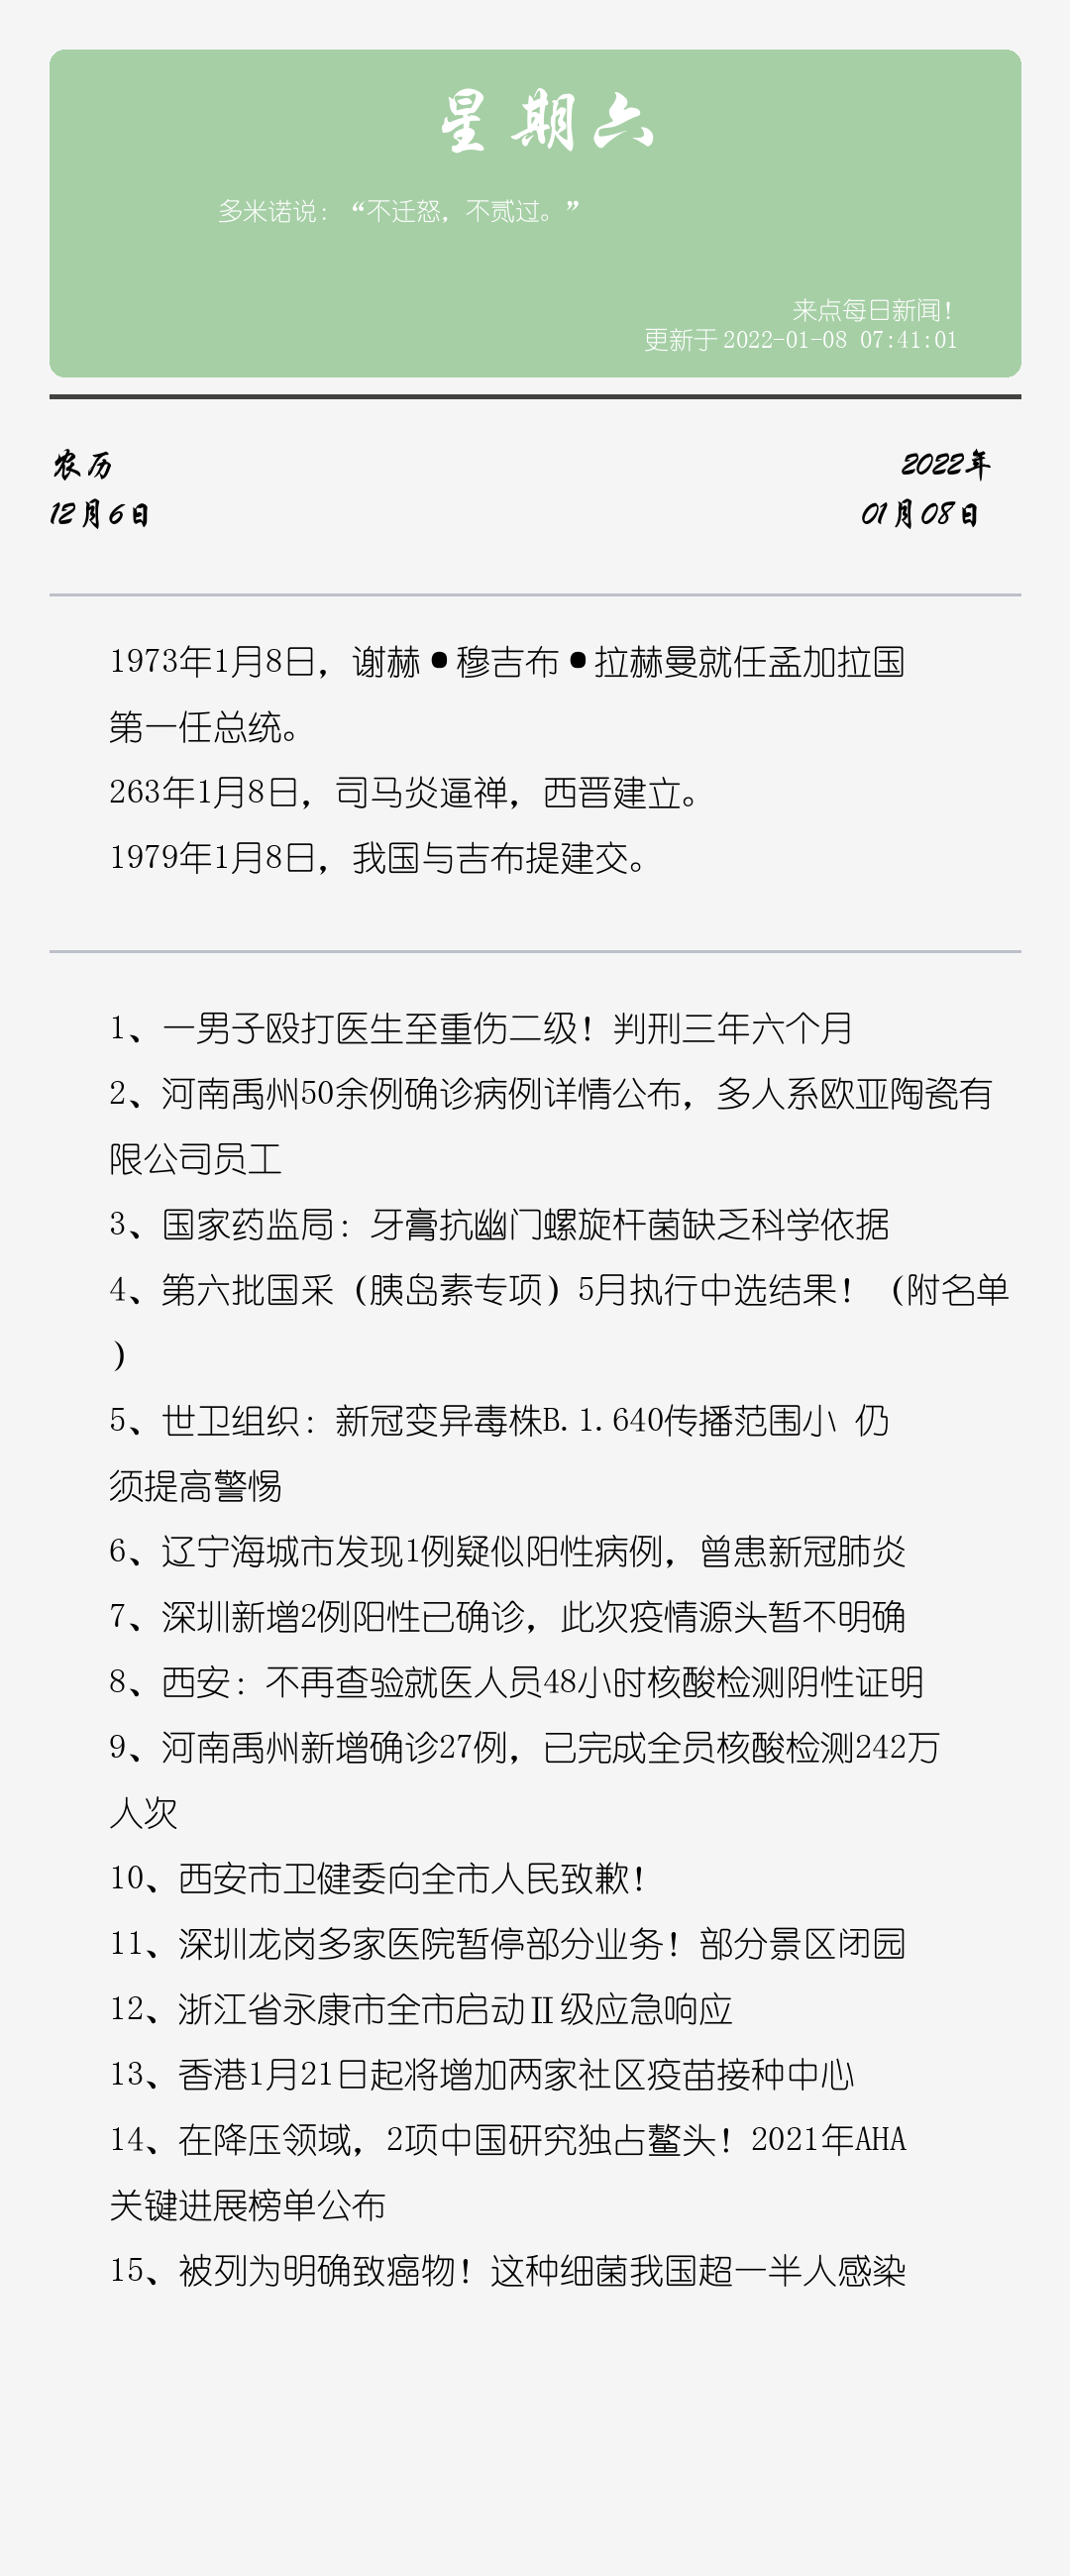 星期六
多米诺说：“不迁怒，不贰过。”
来点每日新闻！
更新于 2022-01-08 07:41:01
农历
12月6日
2022年
01月08日
1973年1月8日，谢赫•穆吉布•拉赫曼就任孟加拉国
第一任总统。
263年1月8日，司马炎逼禅，西晋建立。
1979年1月8日，我国与吉布提建交。
1、一男子殴打医生至重伤二级！判刑三年六个月
2、河南禹州50余例确诊病例详情公布，多人系欧亚陶瓷有
限公司员工
3、国家药监局：牙膏抗幽门螺旋杆菌缺乏科学依据
4、第六批国采（胰岛素专项）5月执行中选结果！（附名单
）
5、世卫组织：新冠变异毒株B.1.640传播范围小 仍
须提高警惕
6、辽宁海城市发现1例疑似阳性病例，曾患新冠肺炎
7、深圳新增2例阳性已确诊，此次疫情源头暂不明确
8、西安：不再查验就医人员48小时核酸检测阴性证明
9、河南禹州新增确诊27例，已完成全员核酸检测242万
人次
10、西安市卫健委向全市人民致歉！
11、深圳龙岗多家医院暂停部分业务！部分景区闭园
12、浙江省永康市全市启动Ⅱ级应急响应
13、香港1月21日起将增加两家社区疫苗接种中心
14、在降压领域，2项中国研究独占鳌头！2021年AHA
关键进展榜单公布
15、被列为明确致癌物！这种细菌我国超一半人感染